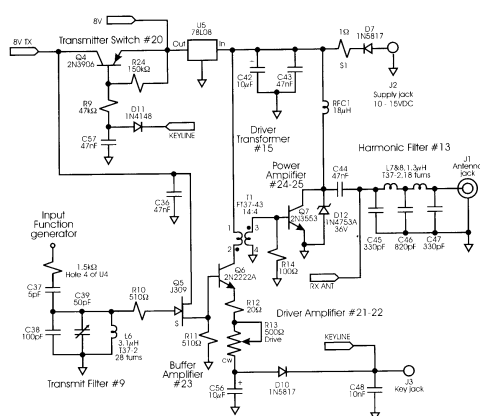 8V
U5
78L08
8V TX
Transmitter Switch #20
Out
In
1Ω
S1
D7
1N5817
Q4
2N3906
R24
150kΩ
C42
10µF
C43
47nF
J2
Supply jack
10 - 15VDC
R9
47kΩ
D11
1N4148
KEYLINE
RFC1
18µH
C57
47nF
Driver
Transformer
#15
Harmonic Filter #13
Power
Amplifier
#24-25
C44
47nF
L7&8, 1.3µH
T37-2, 18 turns
J1
Antenna
jack
C36
47nF
T1
FT37-43
14:4
1
2
3
4
Q7
2N3553
D12
1N4753A
36V
C45
330pF
C46
820pF
C47
330pF
Input
Function
generator
R14
100Ω
RX ANT
1.5kΩ
Hole 4 of U4
Q6
2N2222A
C37
5pF
C39
50pF
R10
510Ω
Q5
J309
S
R12
20Ω
Driver Amplifier #21-22
C38
100pF
L6
3.1µH
T37-2
28 turns
R11
510Ω
R13
500Ω
Drive
CW
KEYLINE
Transmit Filter #9
Buffer
Amplifier
#23
C56
10µF
+
D10
1N5817
C48
10nF
J3
Key jack